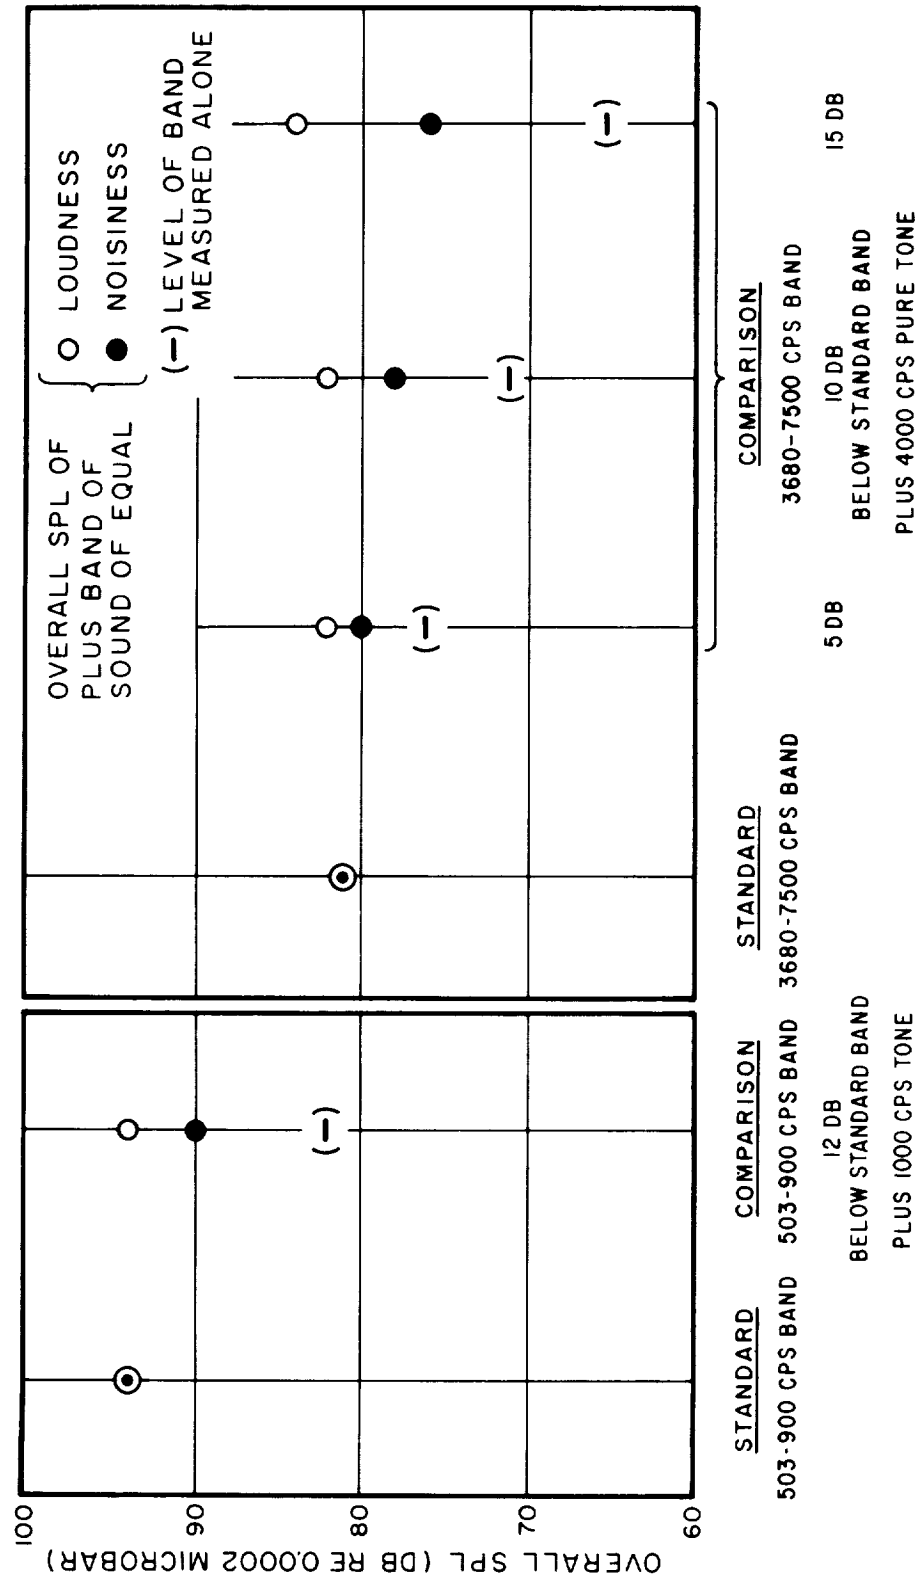 OVERALL SPL (DB RE 0.0002 MICROBAR)
100
90
80
70
60
OVERALL SPL OF
PLUS BAND OF
SOUND OF EQUAL
LOUDNESS
NOISINESS
(–) LEVEL OF BAND
MEASURED ALONE
(–)
(–)
(–)
(–)
STANDARD
503-900 CPS BAND
COMPARISON
503-900 CPS BAND
12 DB
BELOW STANDARD BAND
PLUS 1000 CPS TONE
STANDARD
3680-7500 CPS BAND
COMPARISON
3680-7500 CPS BAND
5 DB 10 DB 15 DB
BELOW STANDARD BAND
PLUS 4000 CPS PURE TONE